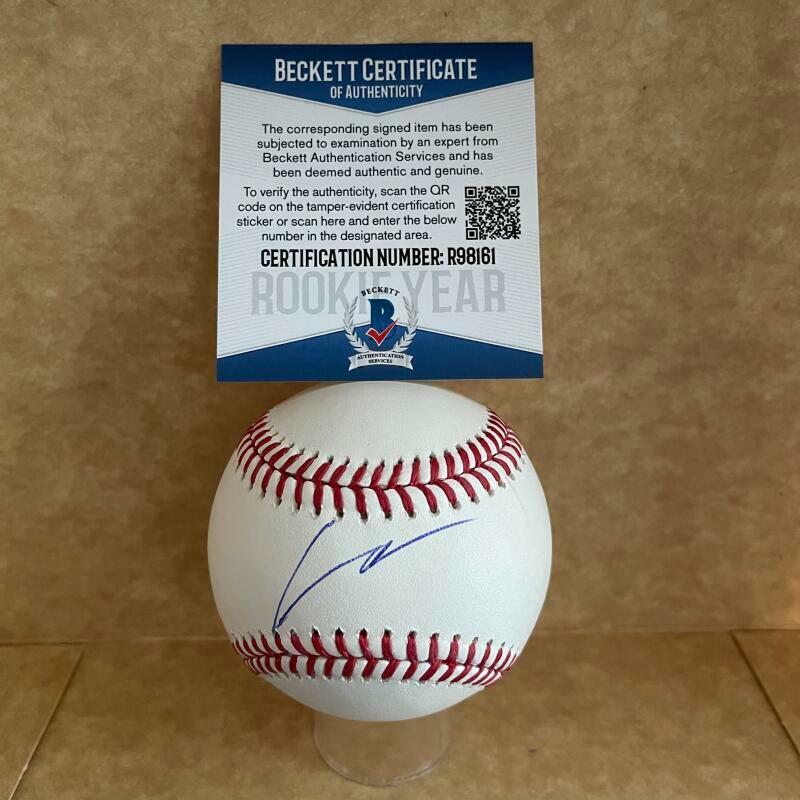 BECKETT CERTIFICATE
OF AUTHENTICITY
The corresponding signed item has been
subjected to examination by an expert from
Beckett Authentication Services and has
been deemed authentic and genuine.
To verify the authenticity, scan the QR
code on the tamper-evident certification
sticker or scan here and enter the below
number in the designated area.
CERTIFICATION NUMBER: R98161
ROOKIE YEAR
BECKETT
B
AUTHENTICATION
SERVICES